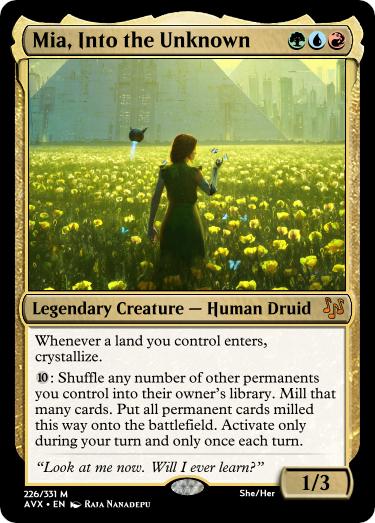 Mia, Into the Unknown
Legendary Creature — Human Druid
Whenever a land you control enters,
crystallize.
10: Shuffle any number of other permanents
you control into their owner's library. Mill that
many cards. Put all permanent cards milled
this way onto the battlefield. Activate only
during your turn and only once each turn.
“Look at me now. Will I ever learn?”
1/3
226/331 M
She/Her
AVX • EN Raja Nanadepu